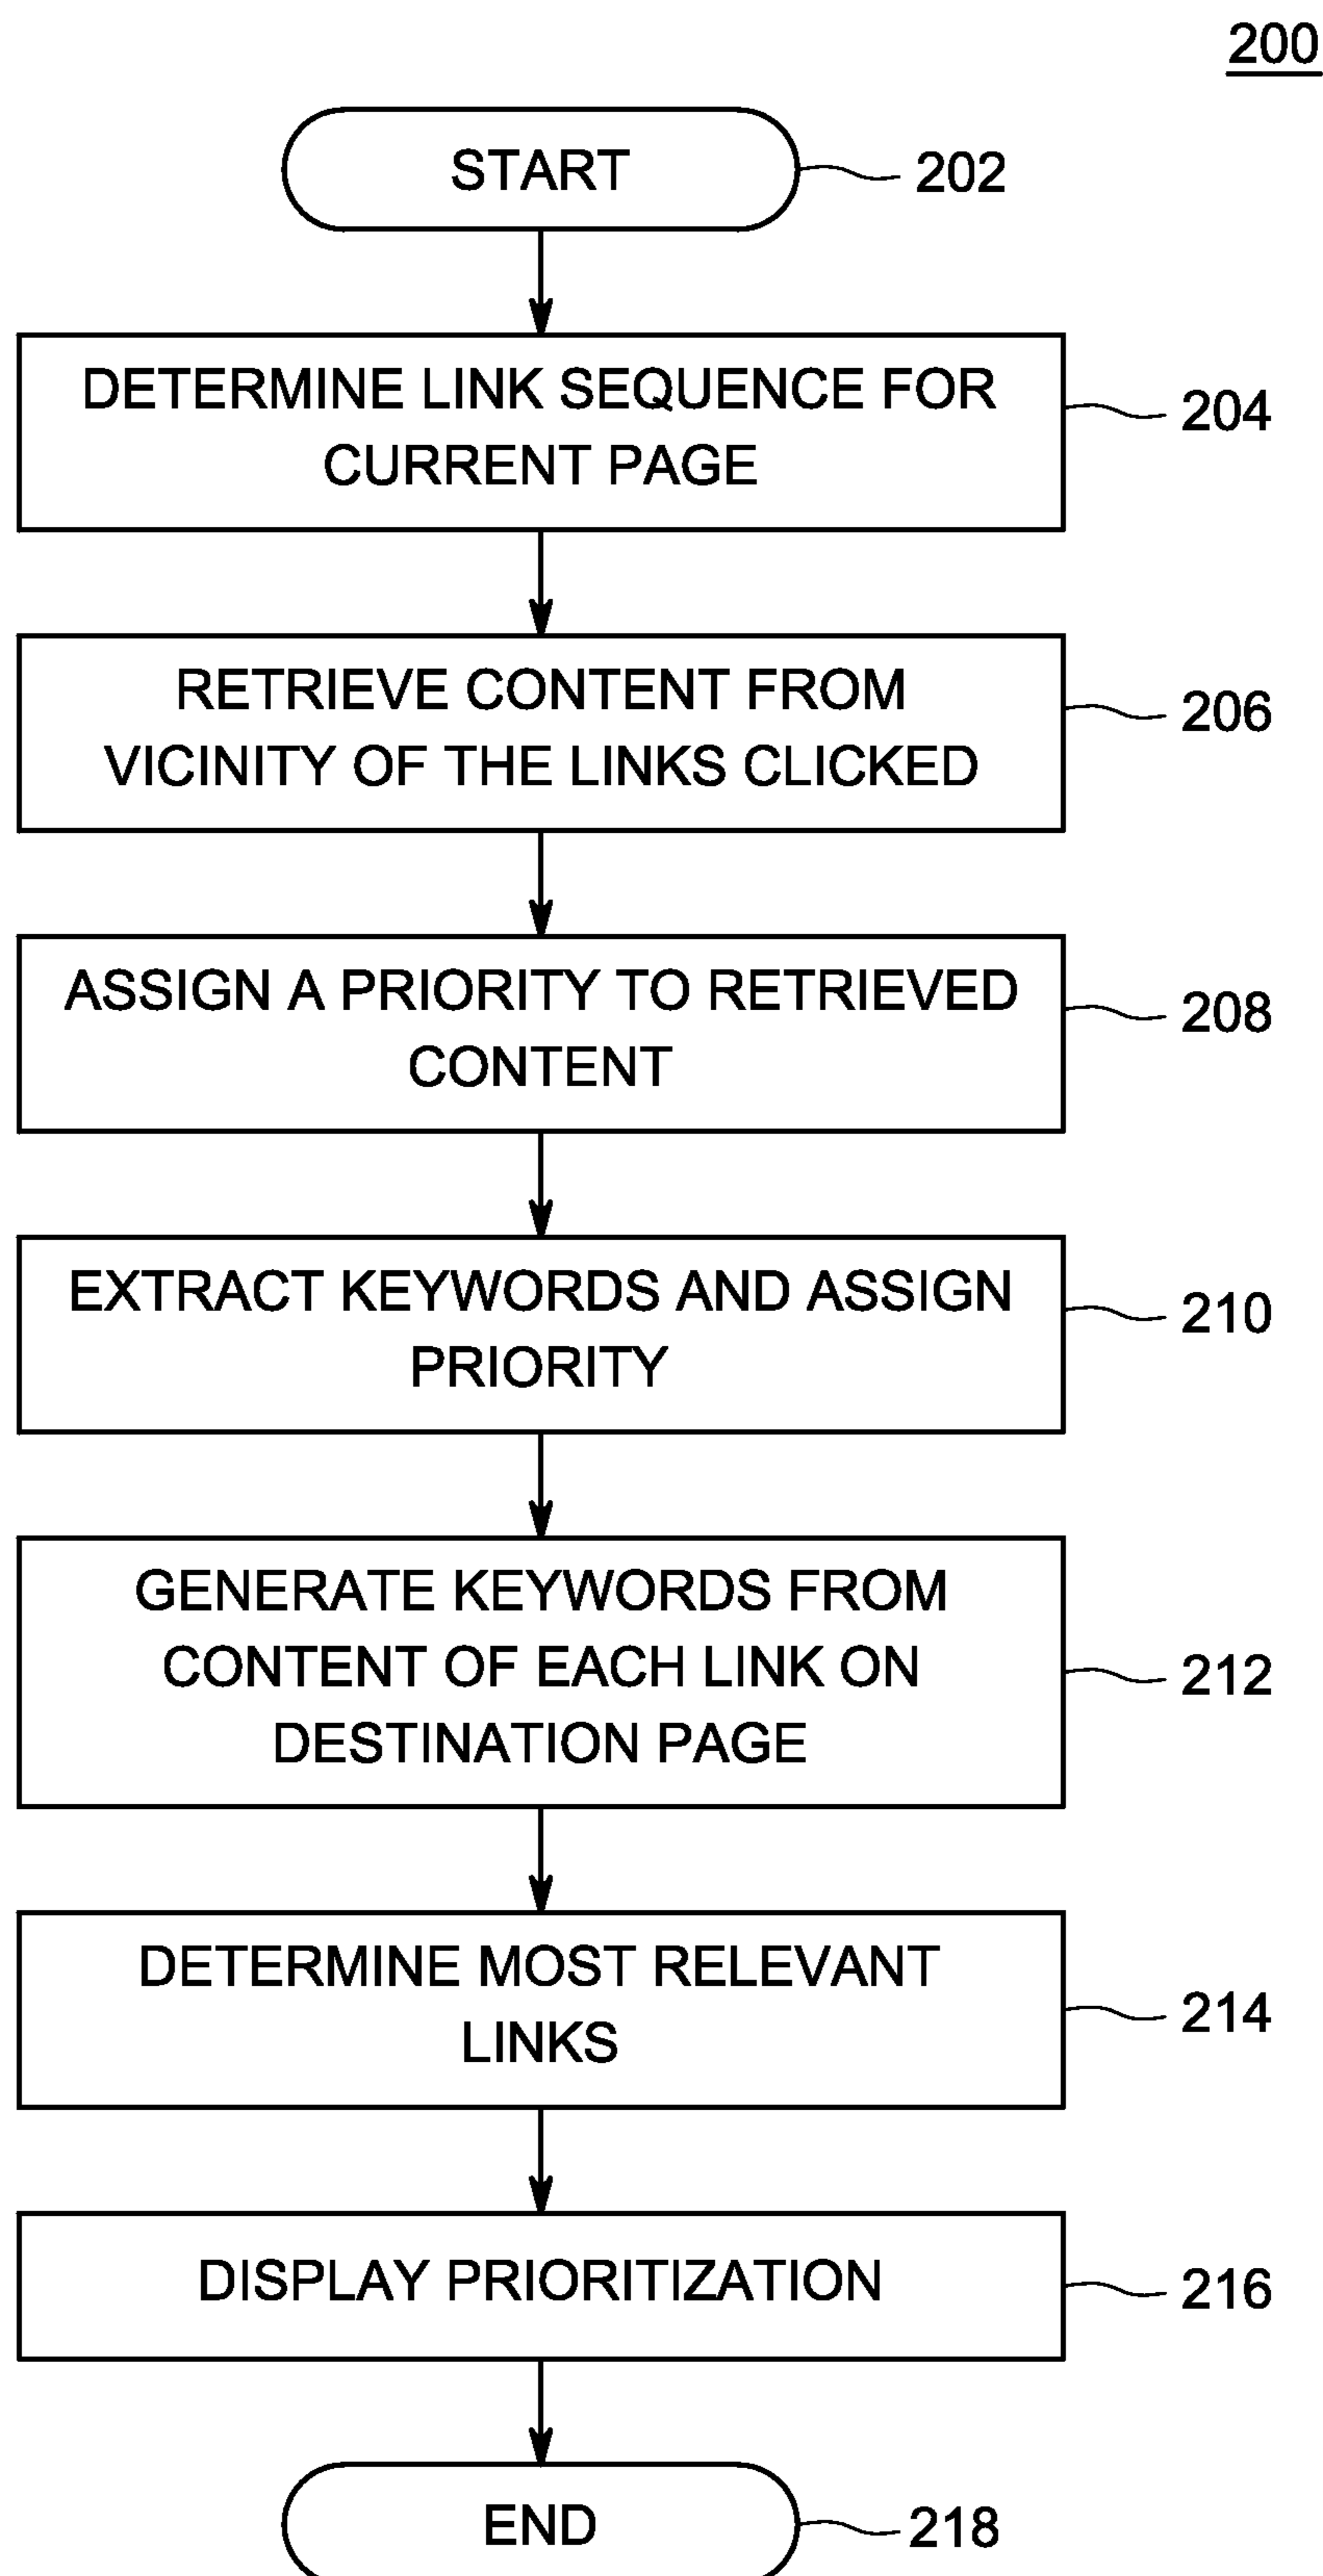 200
START
202
DETERMINE LINK SEQUENCE FOR
CURRENT PAGE
204
RETRIEVE CONTENT FROM
VICINITY OF THE LINKS CLICKED
206
ASSIGN A PRIORITY TO RETRIEVED
CONTENT
208
EXTRACT KEYWORDS AND ASSIGN
PRIORITY
210
GENERATE KEYWORDS FROM
CONTENT OF EACH LINK ON
DESTINATION PAGE
212
DETERMINE MOST RELEVANT
LINKS
214
DISPLAY PRIORITIZATION
216
END
218